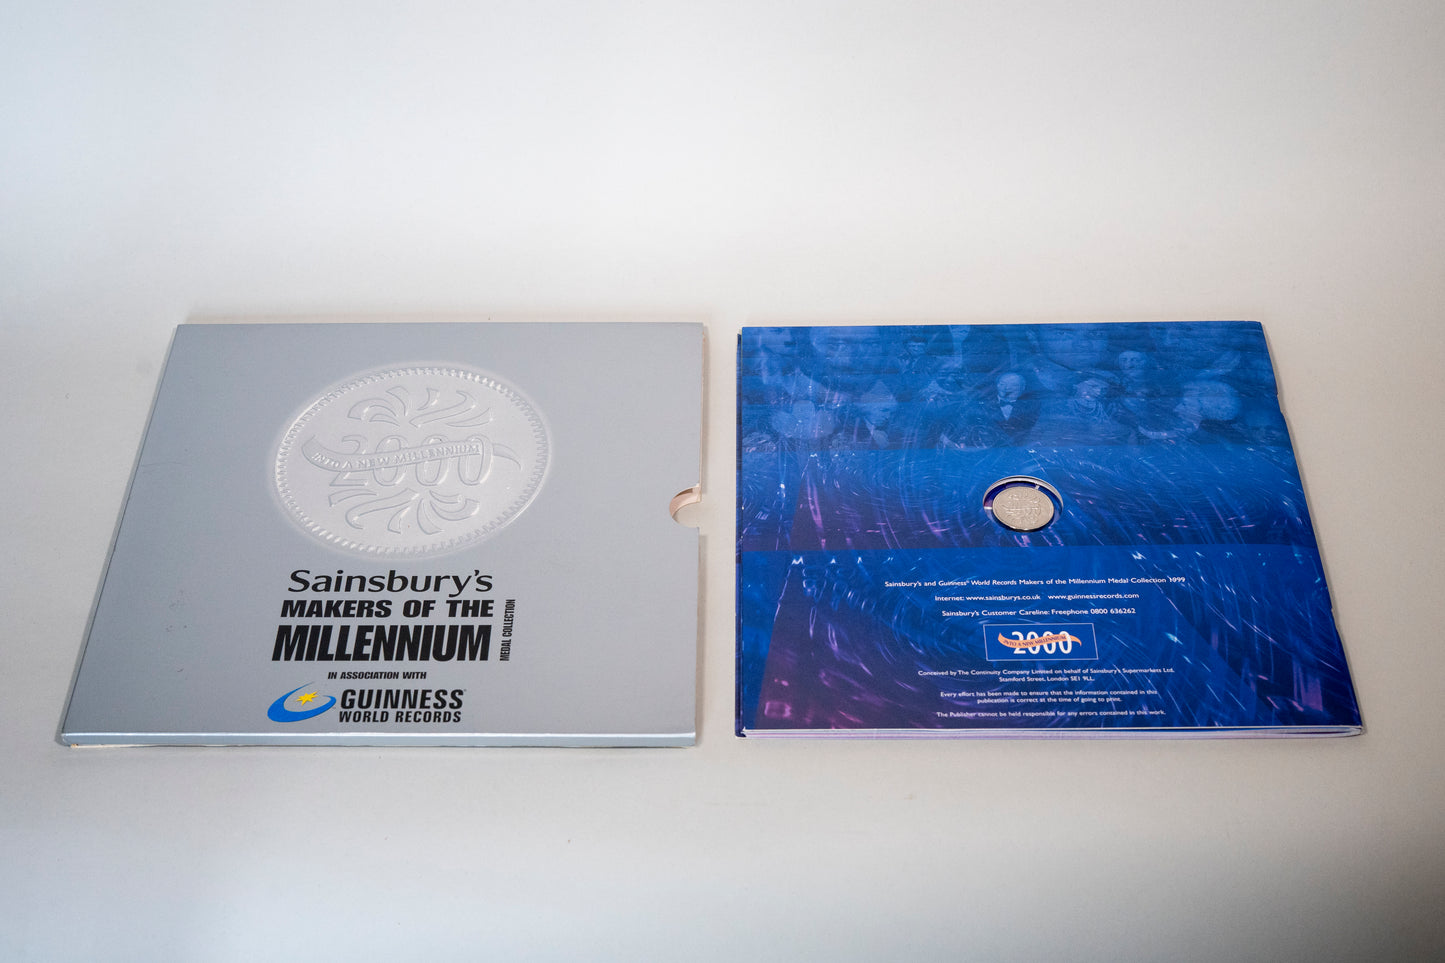 2000
INTO A NEW MILLENNIUM
Sainsbury's
MAKERS OF THE
MILLENNIUM
MEDAL COLLECTION
IN ASSOCIATION WITH
GUINNESS
WORLD RECORDS
Sainsbury's and Guinness® World Records Makers of the Millennium Medal Collection 1999
Internet: www.sainsburys.co.uk www.guinnessrecords.com
Sainsbury's Customer Careline: Freephone 0800 636262
2000
INTO A NEW MILLENNIUM
Conceived by The Continuity Company Limited on behalf of Sainsbury's Supermarkets Ltd.
Stamford Street, London SE1 9LL.
Every effort has been made to ensure that the information contained in this
publication is correct at the time of going to print.
The Publisher cannot be held responsible for any errors contained in this work.